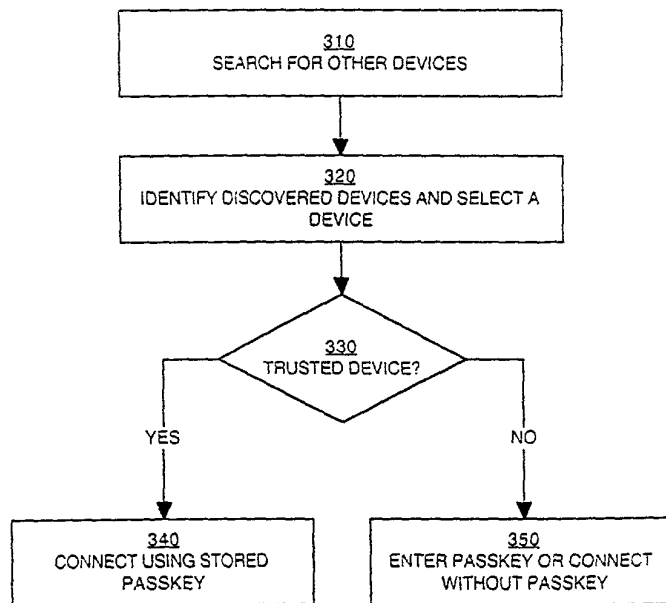 310
SEARCH FOR OTHER DEVICES
320
IDENTIFY DISCOVERED DEVICES AND SELECT A
DEVICE
330
TRUSTED DEVICE?
YES
NO
340
CONNECT USING STORED
PASSKEY
350
ENTER PASSKEY OR CONNECT
WITHOUT PASSKEY